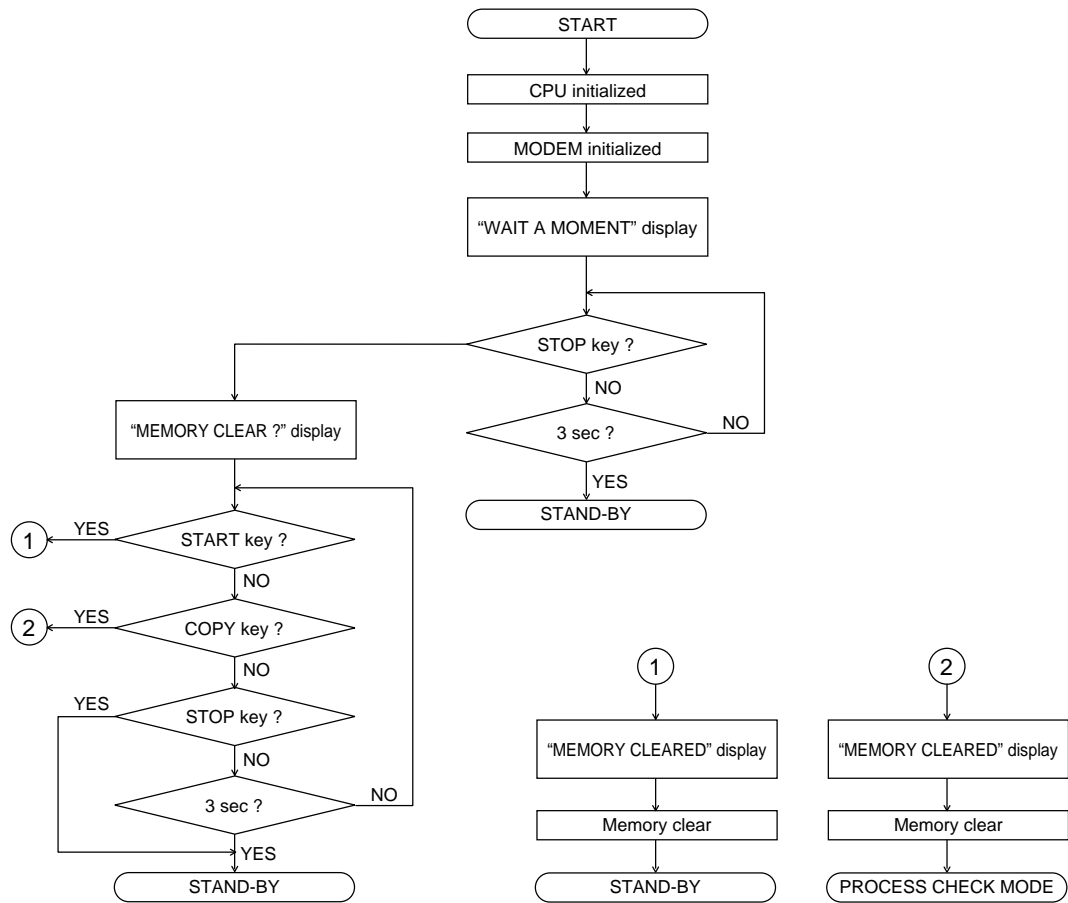 START
CPU initialized
MODEM initialized
“WAIT A MOMENT” display
STOP key ?
NO
3 sec ?
NO
YES
STAND-BY
“MEMORY CLEAR ?” display
YES
1
START key ?
NO
YES
2
COPY key ?
NO
YES
STOP key ?
NO
3 sec ?
NO
YES
STAND-BY
1
“MEMORY CLEARED” display
Memory clear
STAND-BY
2
“MEMORY CLEARED” display
Memory clear
PROCESS CHECK MODE